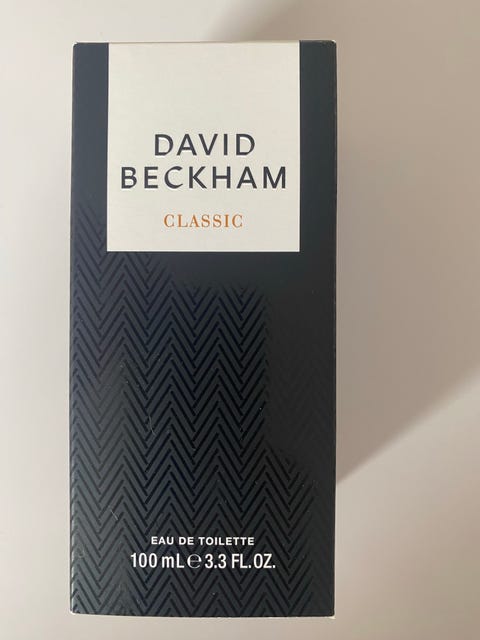 DAVID
BECKHAM
CLASSIC
EAU DE TOILETTE
100 mL ℮ 3.3 FL.OZ.